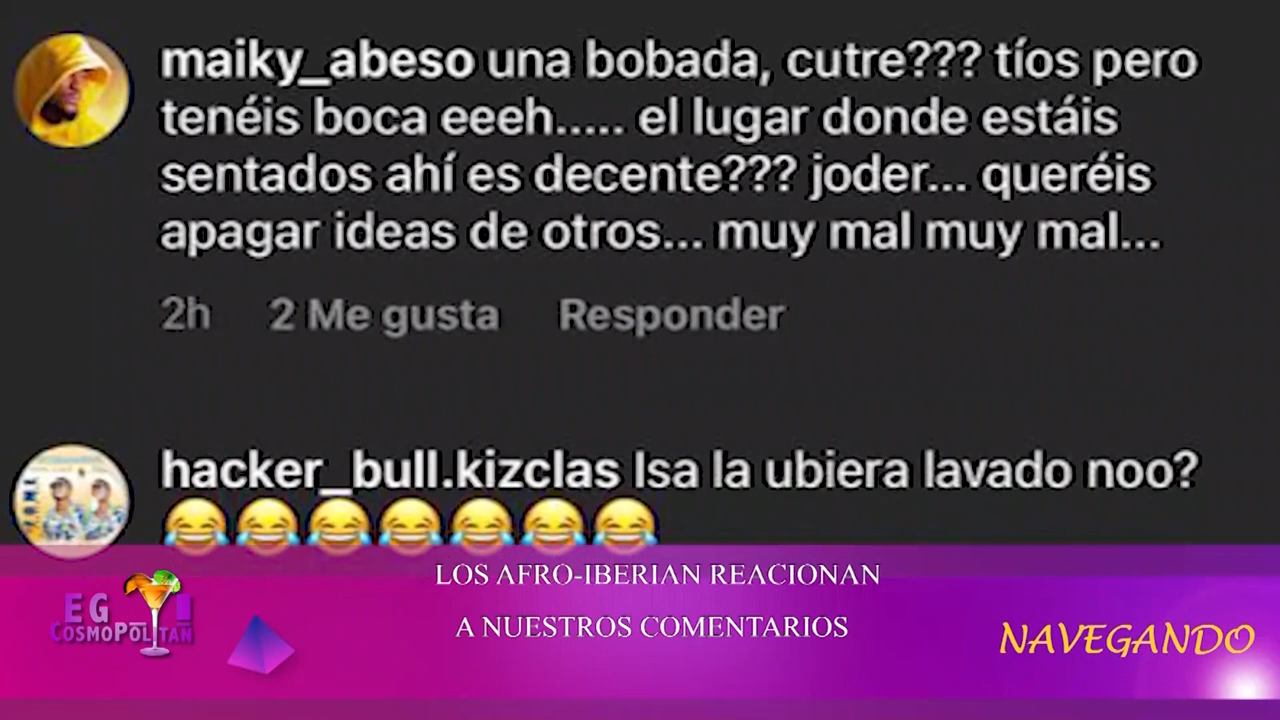 maiky_abeso una bobada, cutre??? tíos pero
tenéis boca eeeh..... el lugar donde estáis
sentados ahí es decente??? joder... queréis
apagar ideas de otros... muy mal muy mal...
2h 2 Me gusta Responder
hacker_bull.kizclas Isa la ubiera lavado noo?
😂😂😂😂😂😂😂
LOS AFRO-IBERIAN REACIONAN
A NUESTROS COMENTARIOS
EG
COSMOPOLITAN
NAVEGANDO